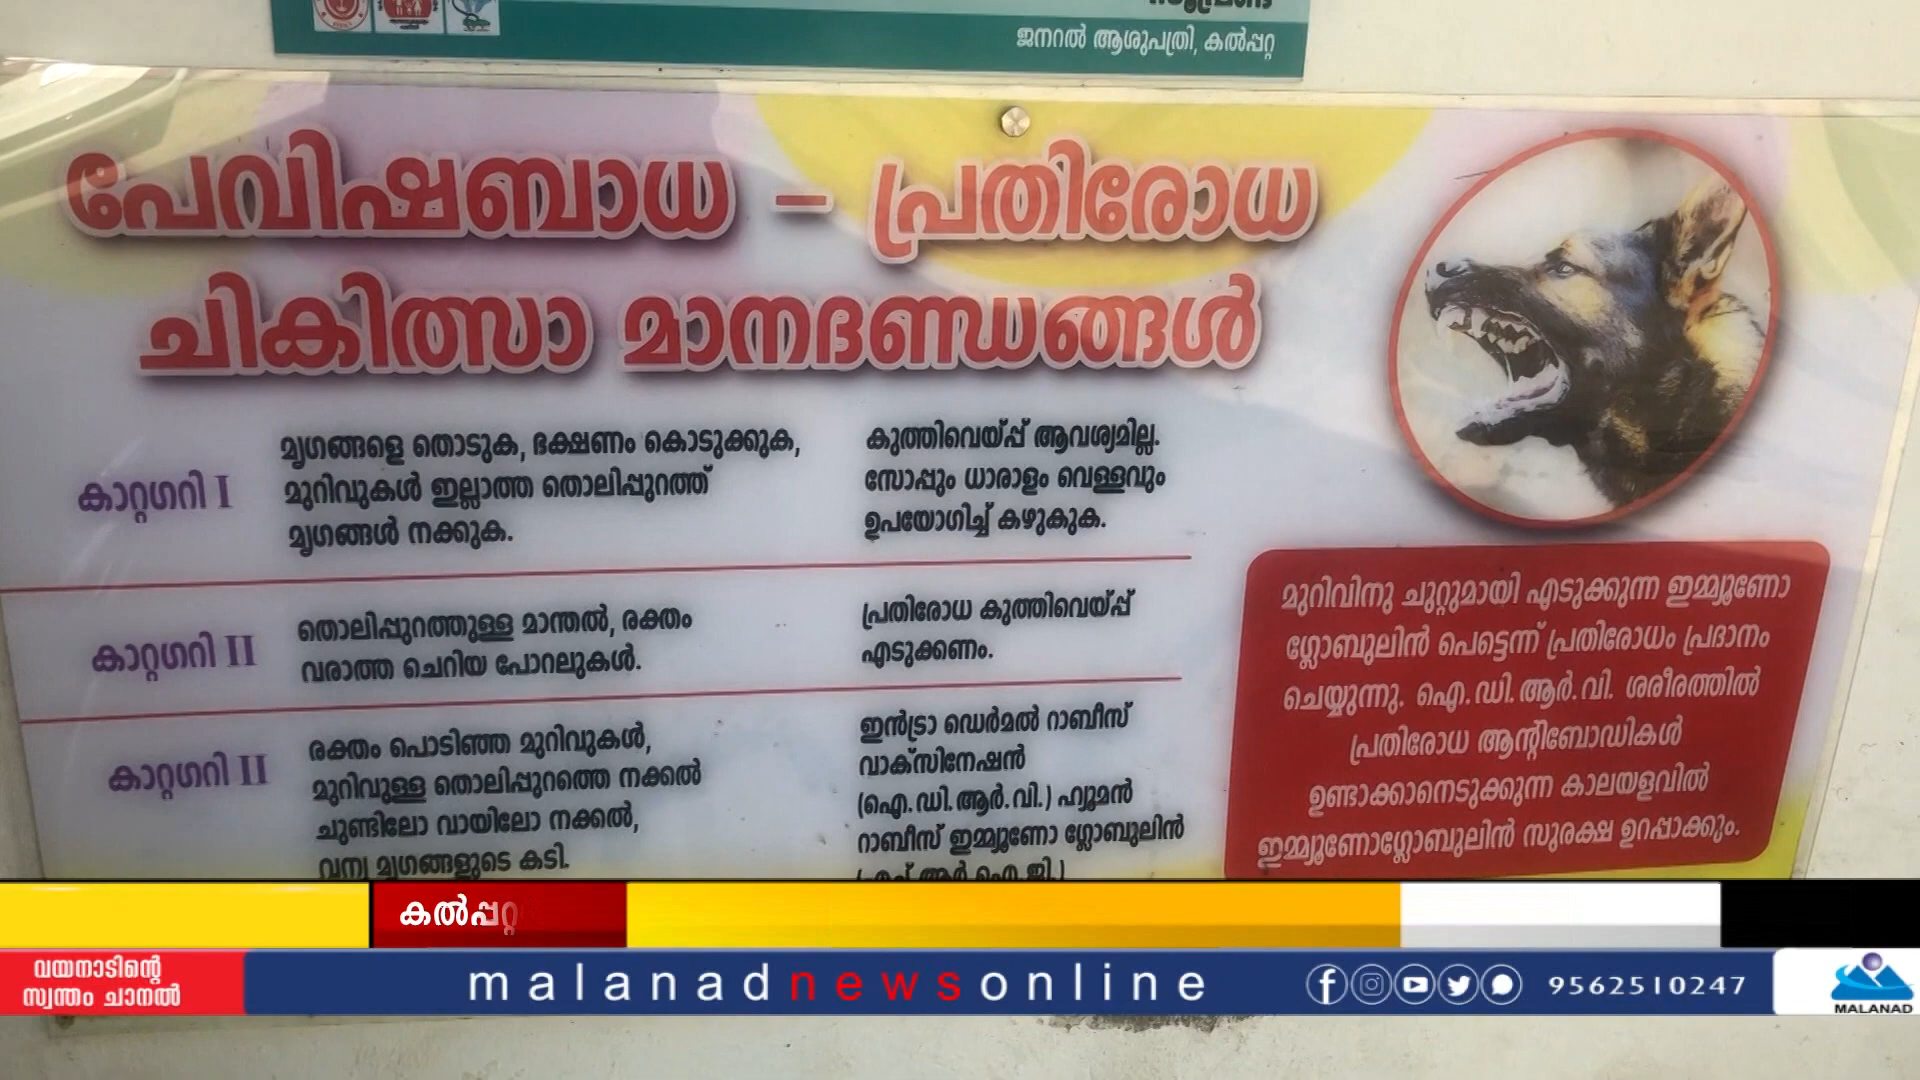 ജനറൽ ആശുപത്രി, കൽപ്പറ്റ
പേവിഷബാധ – പ്രതിരോധ
ചികിത്സാ മാനദണ്ഡങ്ങൾ
കാറ്റഗറി I
മൃഗങ്ങളെ തൊടുക, ഭക്ഷണം കൊടുക്കുക,
മുറിവുകൾ ഇല്ലാത്ത തൊലിപ്പുറത്ത്
മൃഗങ്ങൾ നക്കുക.
കുത്തിവെയ്പ്പ് ആവശ്യമില്ല.
സോപ്പും ധാരാളം വെള്ളവും
ഉപയോഗിച്ച് കഴുകുക.
കാറ്റഗറി II
തൊലിപ്പുറത്തുള്ള മാന്തൽ, രക്തം
വരാത്ത ചെറിയ പോറലുകൾ.
പ്രതിരോധ കുത്തിവെയ്പ്പ്
എടുക്കണം.
കാറ്റഗറി II
രക്തം പൊടിഞ്ഞ മുറിവുകൾ,
മുറിവുള്ള തൊലിപ്പുറത്തെ നക്കൽ
ചുണ്ടിലോ വായിലോ നക്കൽ,
വന്യ മൃഗങ്ങളുടെ കടി.
ഇൻട്രാ ഡെർമൽ റാബീസ്
വാക്സിനേഷൻ
(ഐ.ഡി.ആർ.വി.) ഹ്യൂമൻ
റാബീസ് ഇമ്മ്യൂണോ ഗ്ലോബുലിൻ
(എച്ച്.ആർ.ഐ.ജി.)
മുറിവിനു ചുറ്റുമായി എടുക്കുന്ന ഇമ്മ്യൂണോ
ഗ്ലോബുലിൻ പെട്ടെന്ന് പ്രതിരോധം പ്രദാനം
ചെയ്യുന്നു. ഐ.ഡി.ആർ.വി. ശരീരത്തിൽ
പ്രതിരോധ ആന്റിബോഡികൾ
ഉണ്ടാക്കാനെടുക്കുന്ന കാലയളവിൽ
ഇമ്മ്യൂണോഗ്ലോബുലിൻ സുരക്ഷ ഉറപ്പാക്കും.
കൽപ്പറ്റ
വയനാടിന്റെ
സ്വന്തം ചാനൽ
malanadnewsonline
9562510247
MALANAD